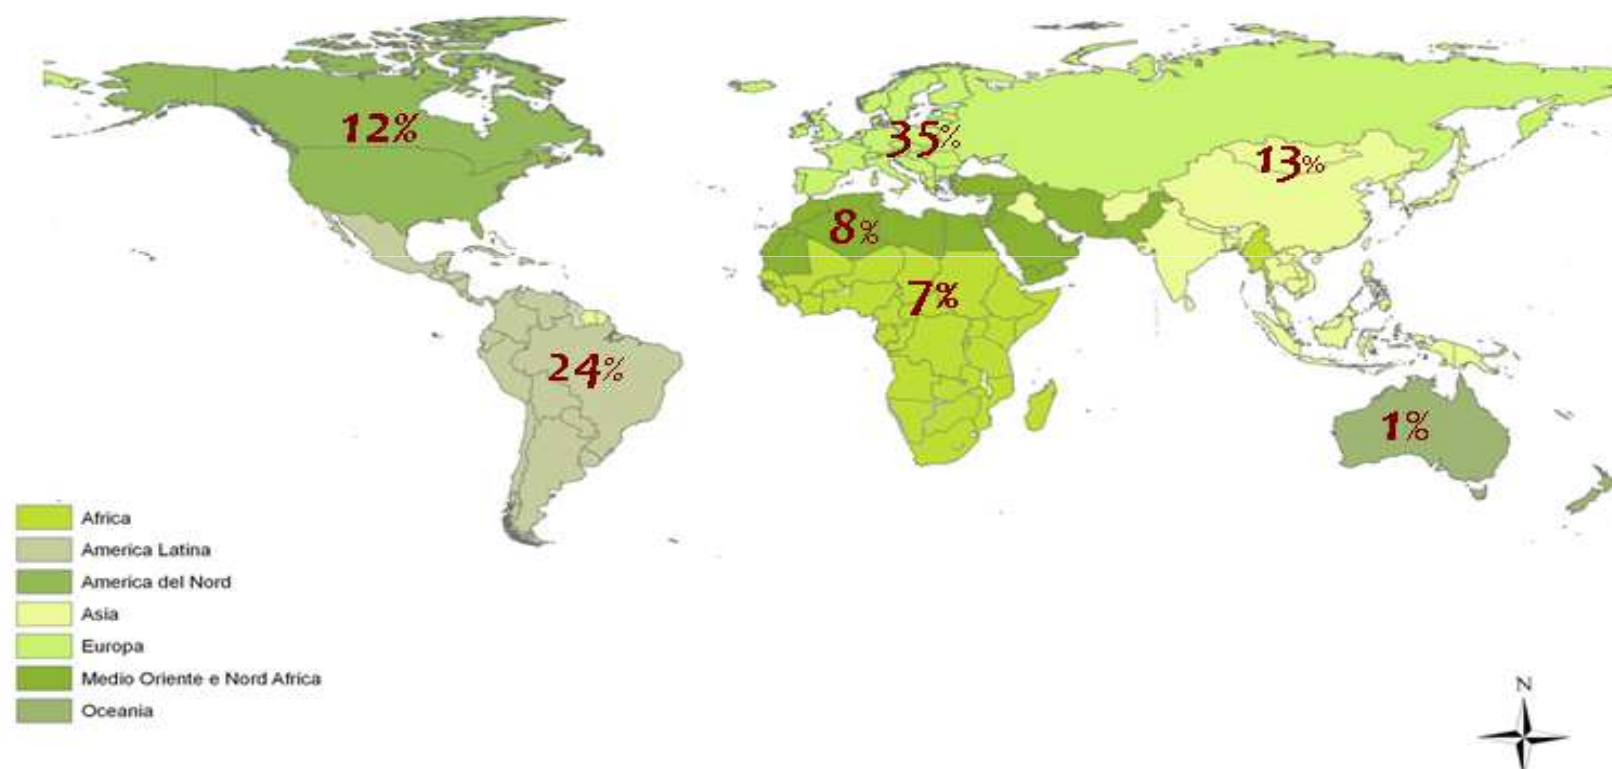 12%
35%
13%
8%
7%
24%
1%
Africa
America Latina
America del Nord
Asia
Europa
Medio Oriente e Nord Africa
Oceania
N